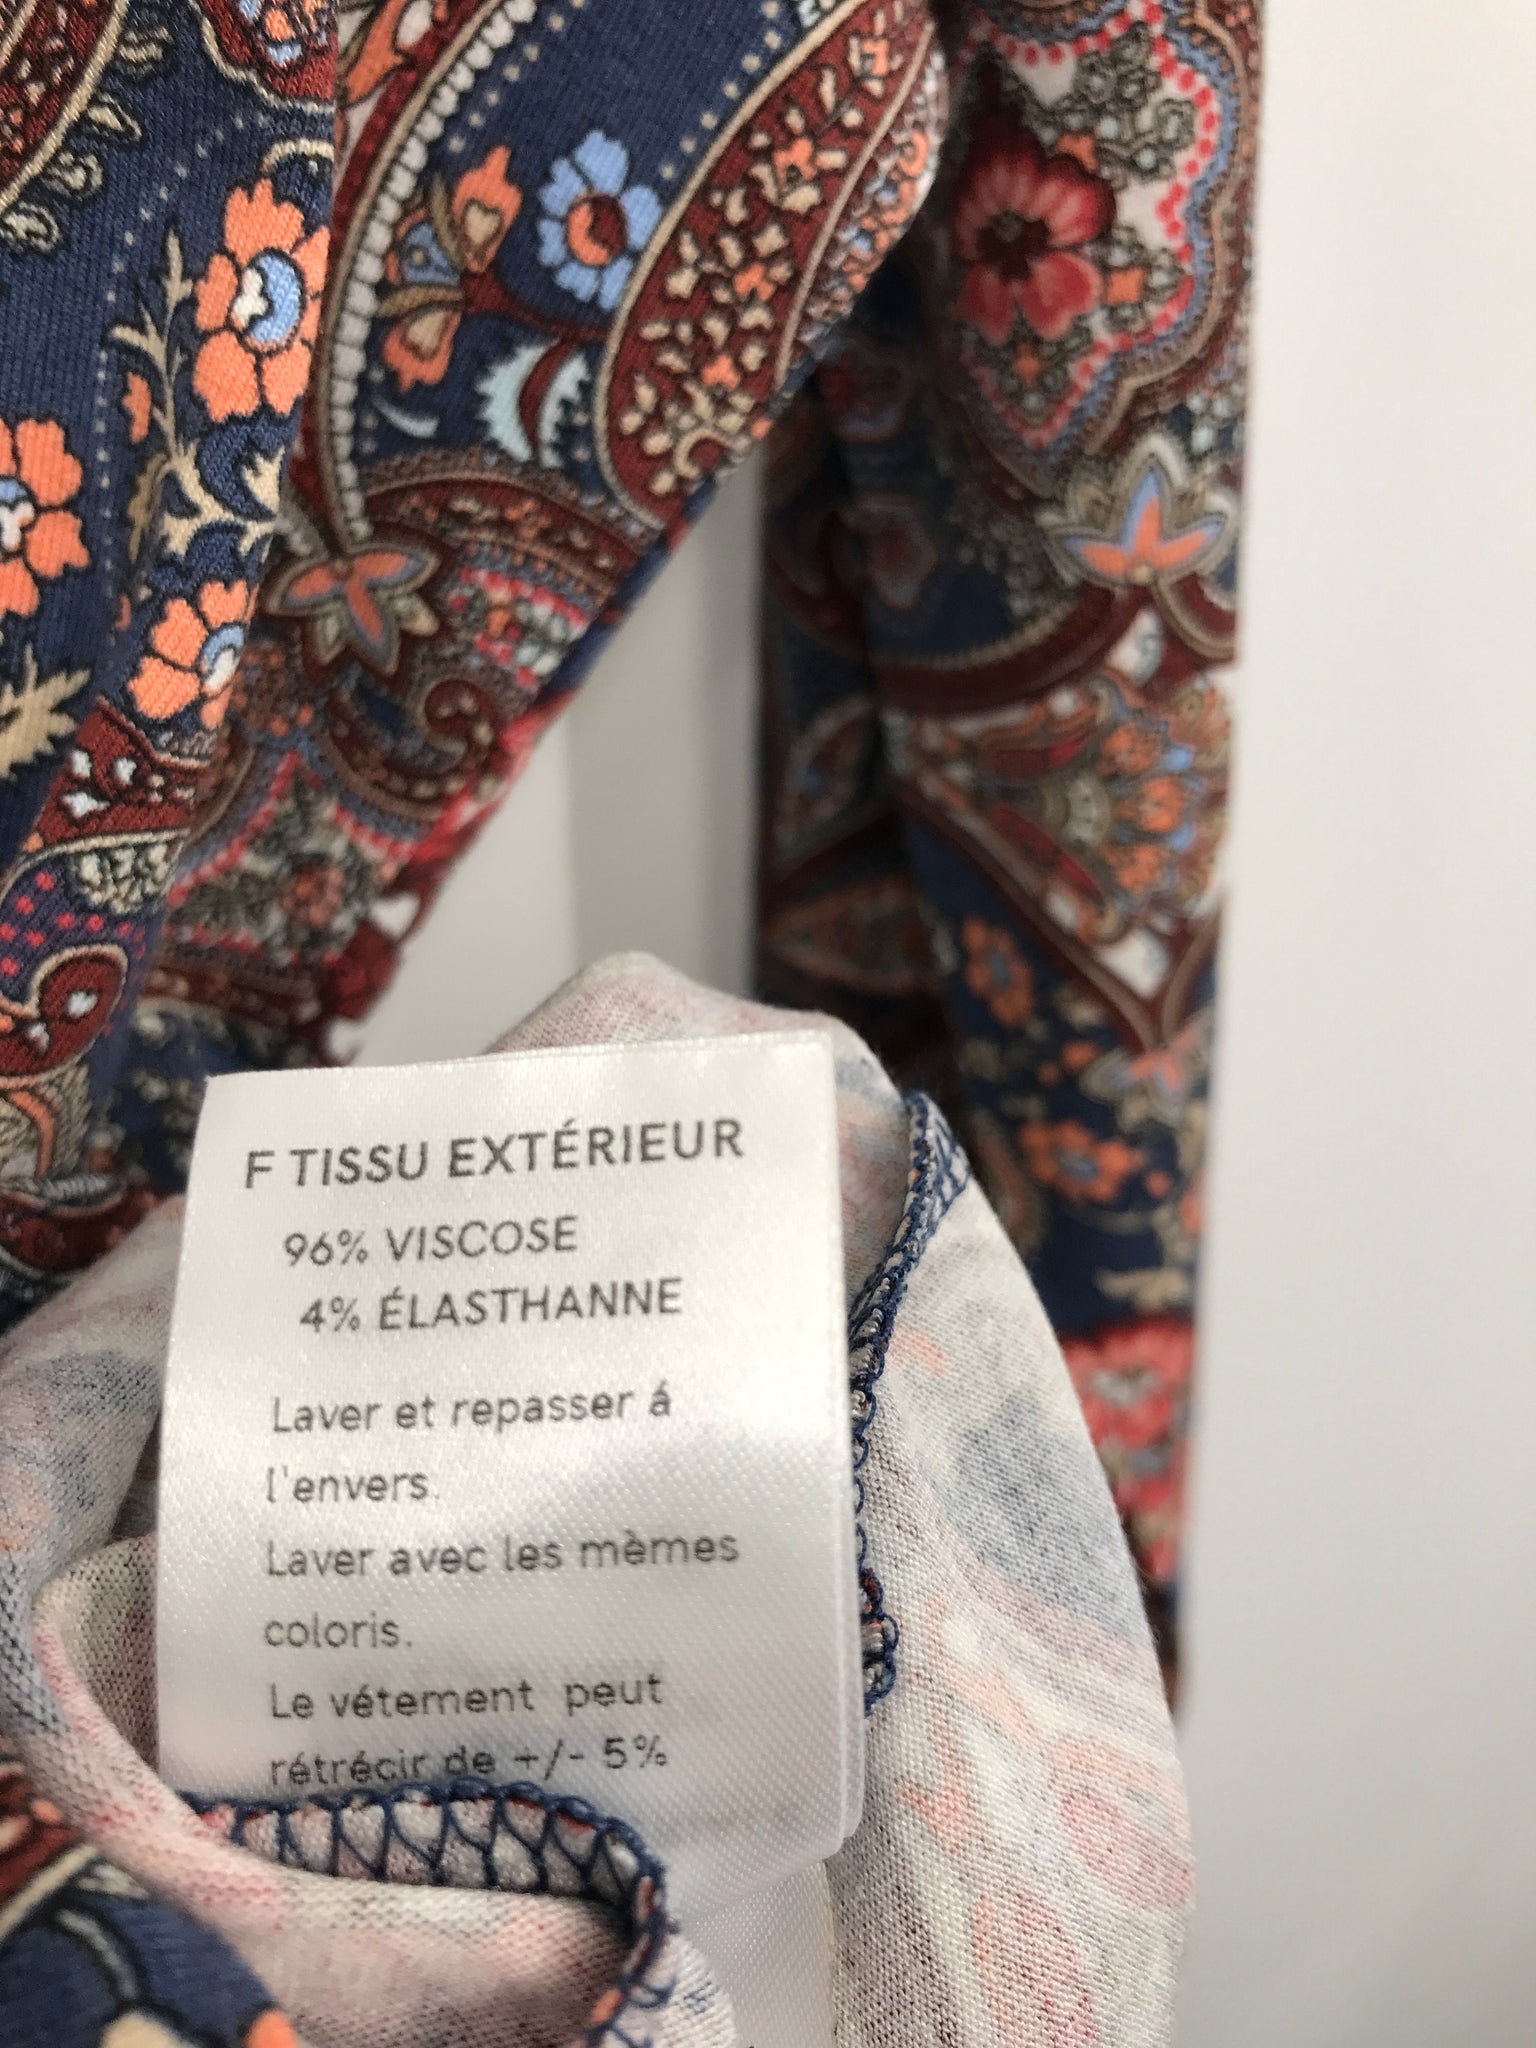 F TISSU EXTÉRIEUR
96% VISCOSE
4% ÉLASTHANNE
Laver et repasser á
l'envers.
Laver avec les mèmes
coloris.
Le vétement peut
rétrécir de +/- 5%